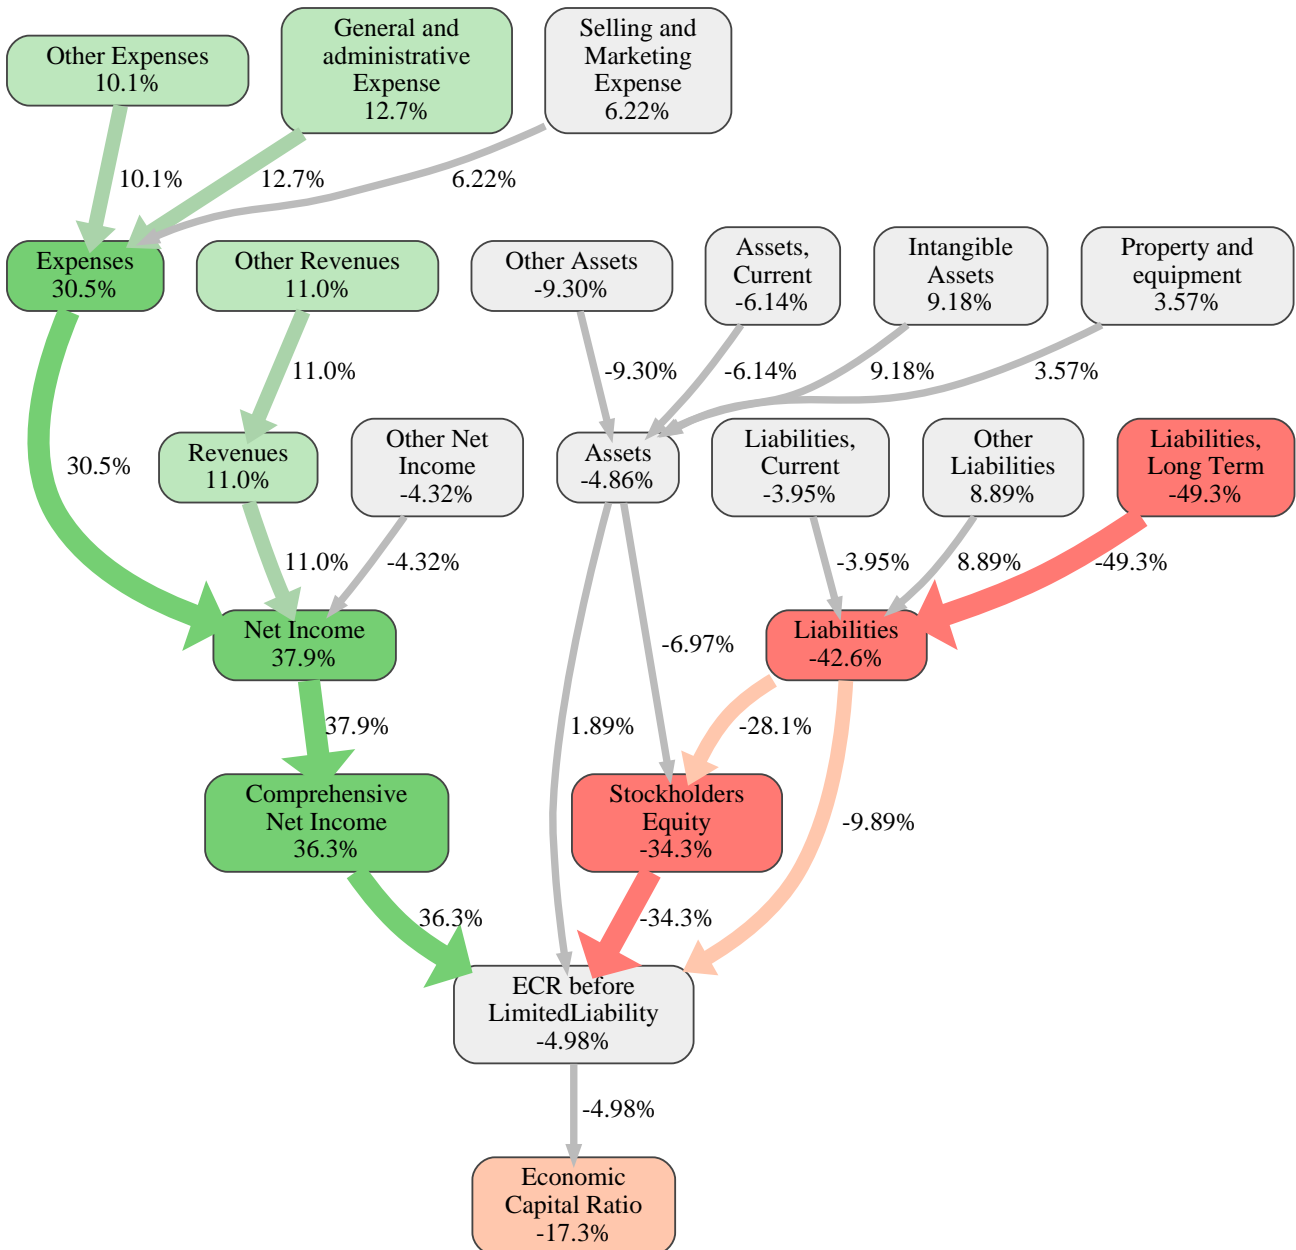 Other Expenses
10.1%
General and
administrative
Expense
12.7%
Selling and
Marketing
Expense
6.22%
10.1%
12.7%
6.22%
Expenses
30.5%
Other Revenues
11.0%
Other Assets
-9.30%
Assets,
Current
-6.14%
Intangible
Assets
9.18%
Property and
equipment
3.57%
11.0%
-9.30%
-6.14%
9.18%
3.57%
30.5%
Revenues
11.0%
Other Net
Income
-4.32%
Assets
-4.86%
Liabilities,
Current
-3.95%
Other
Liabilities
8.89%
Liabilities,
Long Term
-49.3%
11.0%
-4.32%
-3.95%
8.89%
-49.3%
Net Income
37.9%
-6.97%
Liabilities
-42.6%
37.9%
1.89%
-28.1%
Comprehensive
Net Income
36.3%
Stockholders
Equity
-34.3%
-9.89%
36.3%
-34.3%
ECR before
LimitedLiability
-4.98%
-4.98%
Economic
Capital Ratio
-17.3%